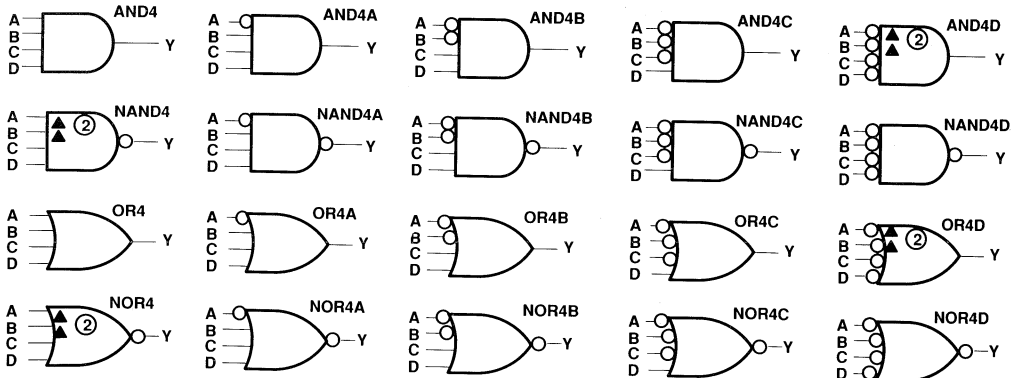 AND4 AND4A AND4B AND4C AND4D
A A A A A ②
B B B B B
Y Y Y Y Y
C C C C C
D D D D D
NAND4 NAND4A NAND4B NAND4C NAND4D
A ② A A A A
B B B B B
Y Y Y Y Y
C C C C C
D D D D D
OR4 OR4A OR4B OR4C OR4D
A A A A A ②
B B B B B
Y Y Y Y Y
C C C C C
D D D D D
NOR4 NOR4A NOR4B NOR4C NOR4D
A ② A A A A
B B B B B
Y Y Y Y Y
C C C C C
D D D D D